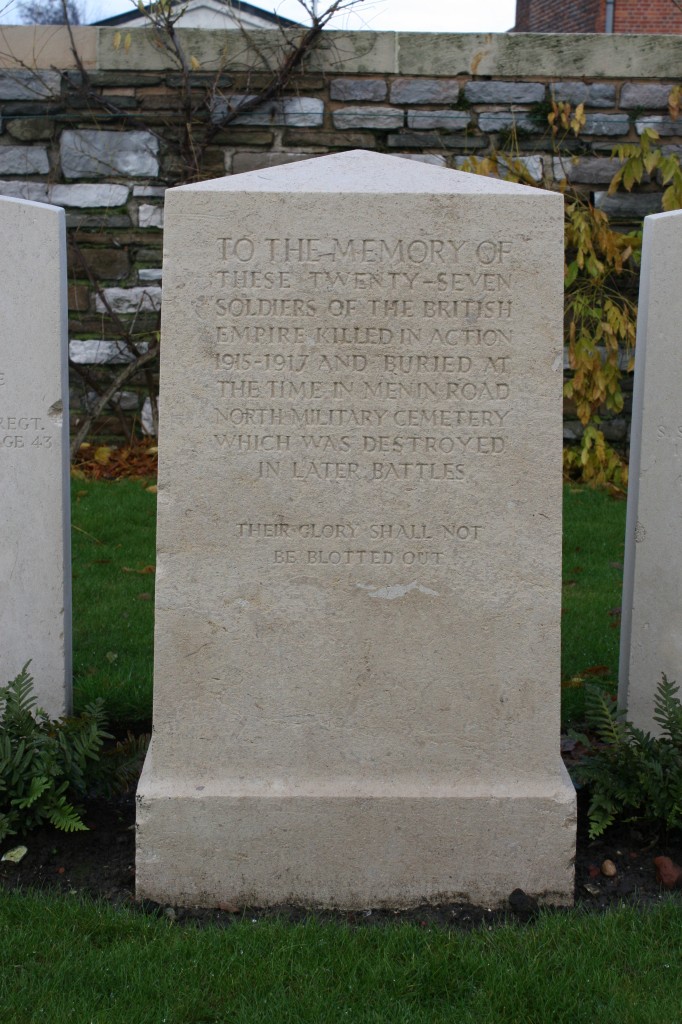 TO THE MEMORY OF
THESE TWENTY-SEVEN
SOLDIERS OF THE BRITISH
EMPIRE KILLED IN ACTION
1915-1917 AND BURIED AT
THE TIME IN MENIN ROAD
NORTH MILITARY CEMETERY
WHICH WAS DESTROYED
IN LATER BATTLES
THEIR GLORY SHALL NOT
BE BLOTTED OUT
REGT.
AGE 43